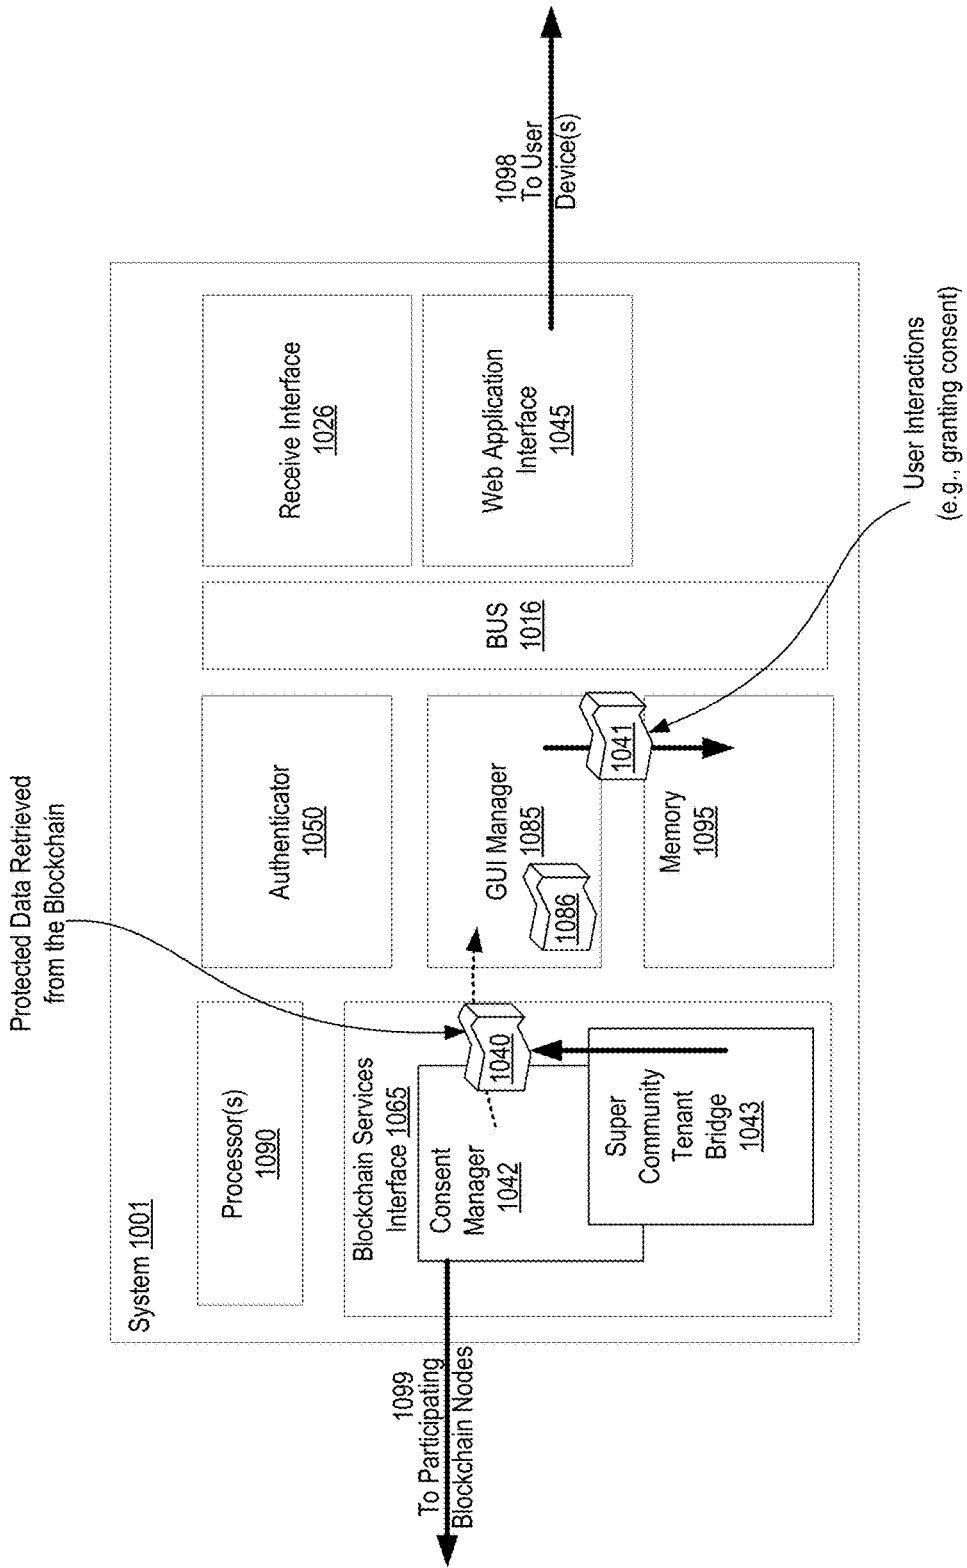 System 1001
Processor(s)
1090
Blockchain Services
Interface 1065
Consent
Manager
1042
Super
Community
Tenant
Bridge
1043
1040
Protected Data Retrieved
from the Blockchain
Authenticator
1050
GUI Manager
1085
1086
1041
Memory
1095
BUS
1016
Receive Interface
1026
Web Application
Interface
1045
1098
To User
Device(s)
User Interactions
(e.g., granting consent)
1099
To Participating
Blockchain Nodes